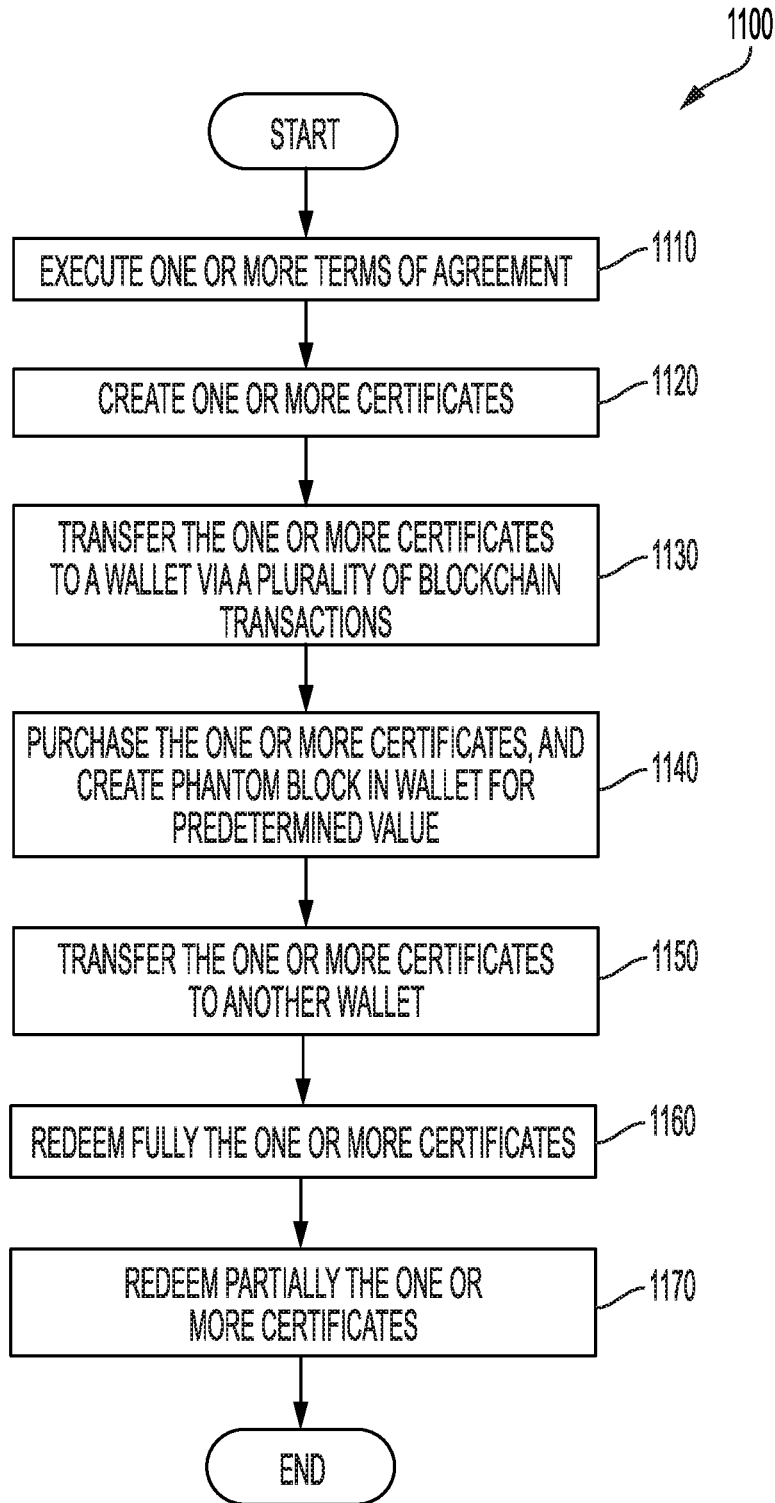 1100
START
EXECUTE ONE OR MORE TERMS OF AGREEMENT
1110
CREATE ONE OR MORE CERTIFICATES
1120
TRANSFER THE ONE OR MORE CERTIFICATES
TO A WALLET VIA A PLURALITY OF BLOCKCHAIN
TRANSACTIONS
1130
PURCHASE THE ONE OR MORE CERTIFICATES, AND
CREATE PHANTOM BLOCK IN WALLET FOR
PREDETERMINED VALUE
1140
TRANSFER THE ONE OR MORE CERTIFICATES
TO ANOTHER WALLET
1150
REDEEM FULLY THE ONE OR MORE CERTIFICATES
1160
REDEEM PARTIALLY THE ONE OR
MORE CERTIFICATES
1170
END